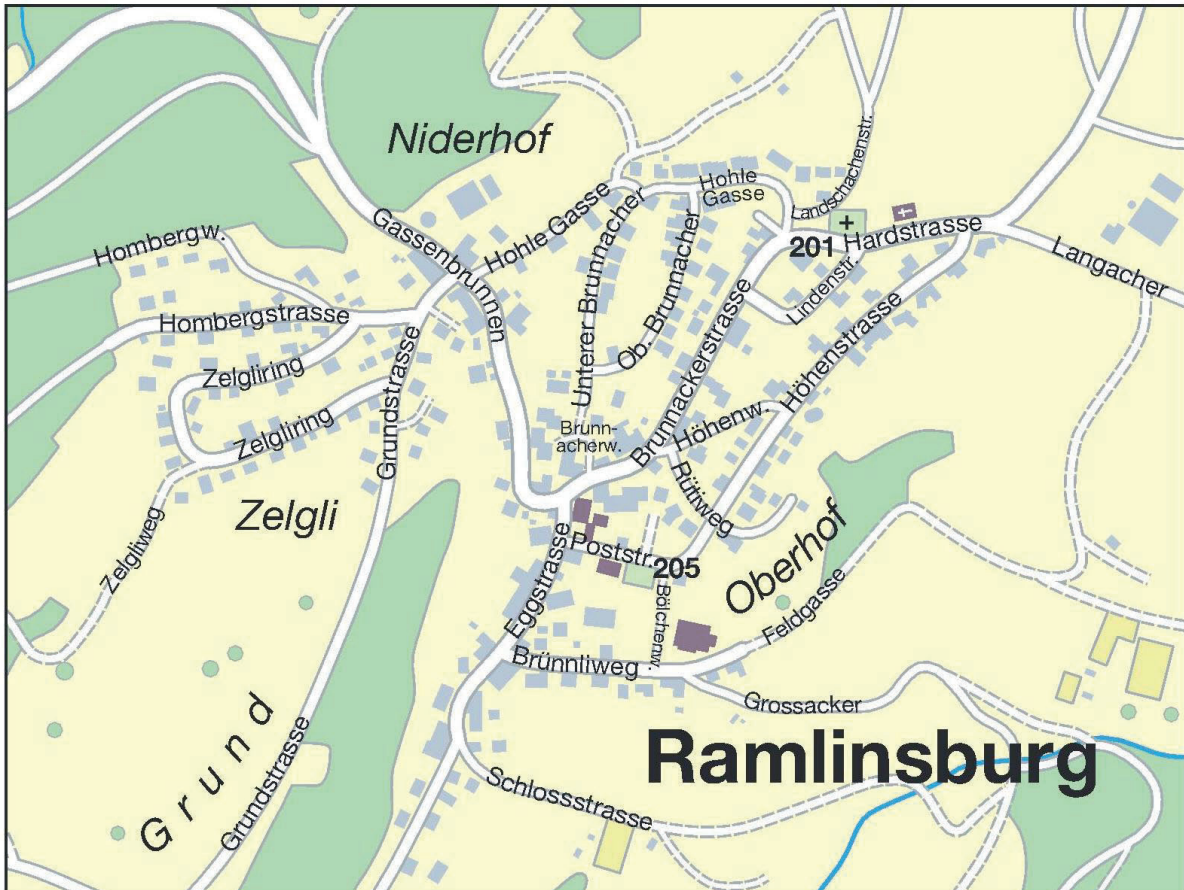 Niderhof
Hohle
Gasse
Landschachenstr.
Hombergw.
Gassenbrunnen
Hohle Gasse
201
Hardstrasse
Langacher
Lindenstr.
Hombergstrasse
Unterer Brunnacher
Ob. Brunnacher
Brunnackerstrasse
Höhenstrasse
Zelgliring
Zelgliring
Grundstrasse
Brunn-
acherw.
Höhenw.
Rütiweg
Zelgli
Zelgliweg
Poststr.
205
Oberhof
Eggstrasse
Bölchenw.
Feldgasse
Brünnliweg
Grossacker
Grund
Grundstrasse
Ramlinsburg
Schlossstrasse